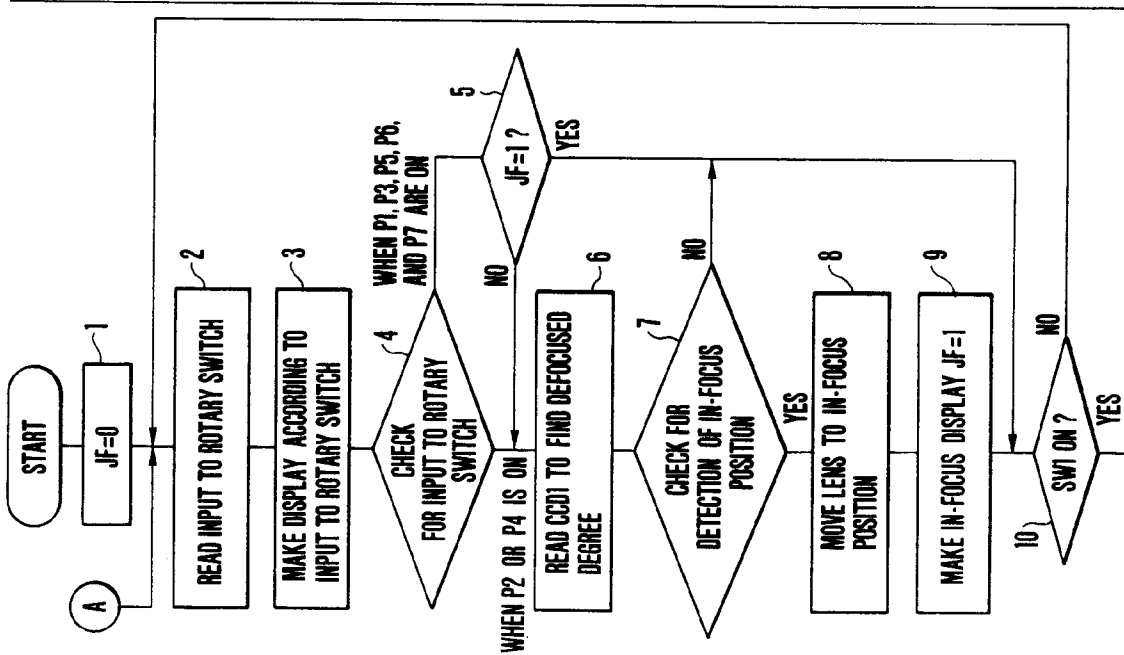 START
JF=0
1
A
READ INPUT TO ROTARY SWITCH
2
MAKE DISPLAY ACCORDING TO
INPUT TO ROTARY SWITCH
3
CHECK
FOR INPUT TO ROTARY
SWITCH
4
WHEN P1, P3, P5, P6,
AND P7 ARE ON
JF=1 ?
5
YES
NO
WHEN P2 OR P4 IS ON
READ CCD1 TO FIND DEFOCUSED
DEGREE
6
CHECK FOR
DETECTION OF IN-FOCUS
POSITION
7
NO
YES
MOVE LENS TO IN-FOCUS
POSITION
8
MAKE IN-FOCUS DISPLAY JF=1
9
SW1 ON ?
10
NO
YES